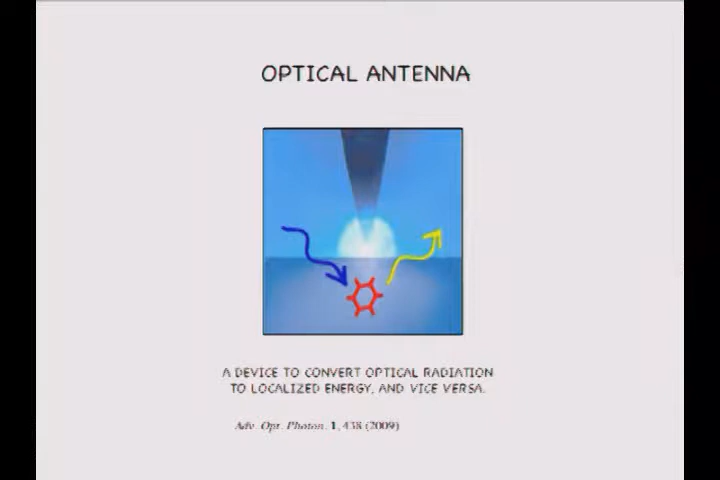 OPTICAL ANTENNA
A DEVICE TO CONVERT OPTICAL RADIATION
TO LOCALIZED ENERGY, AND VICE VERSA.
Adv. Opt. Photon. 1, 438 (2009)